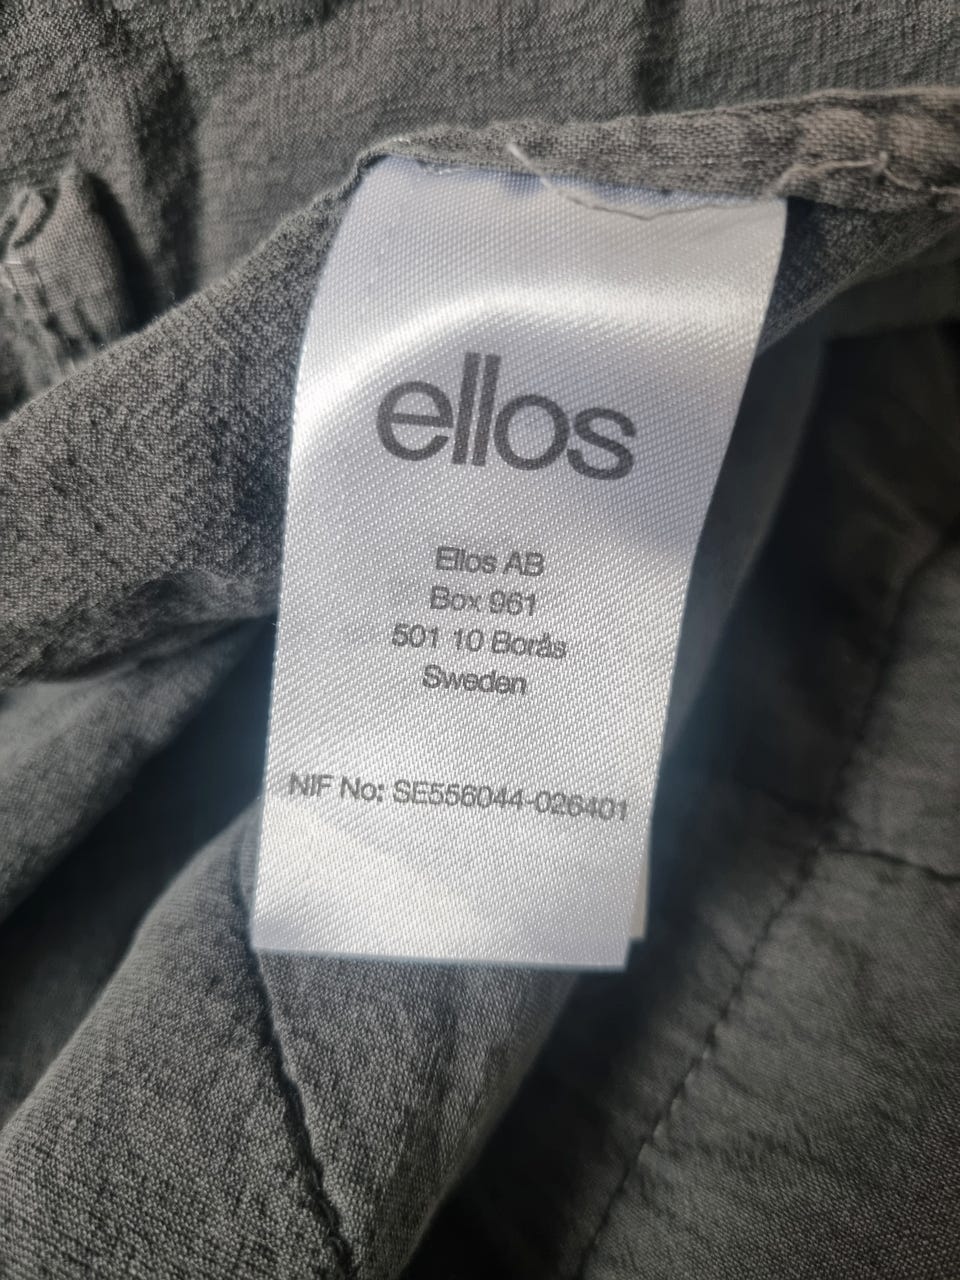 ellos
Ellos AB
Box 961
501 10 Borås
Sweden
NIF No: SE556044-026401